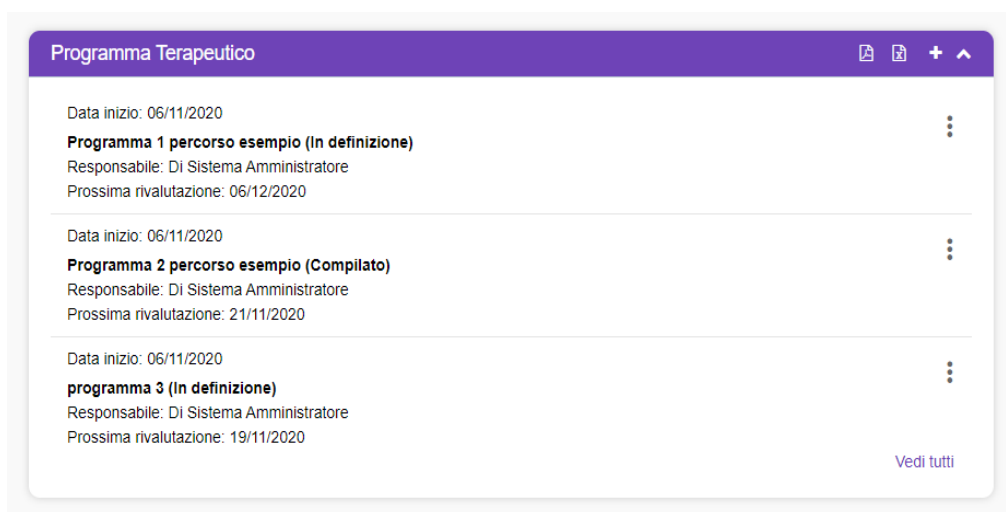 Programma Terapeutico
Data inizio: 06/11/2020
Programma 1 percorso esempio (In definizione)
Responsabile: Di Sistema Amministratore
Prossima rivalutazione: 06/12/2020
Data inizio: 06/11/2020
Programma 2 percorso esempio (Compilato)
Responsabile: Di Sistema Amministratore
Prossima rivalutazione: 21/11/2020
Data inizio: 06/11/2020
programma 3 (In definizione)
Responsabile: Di Sistema Amministratore
Prossima rivalutazione: 19/11/2020
Vedi tutti